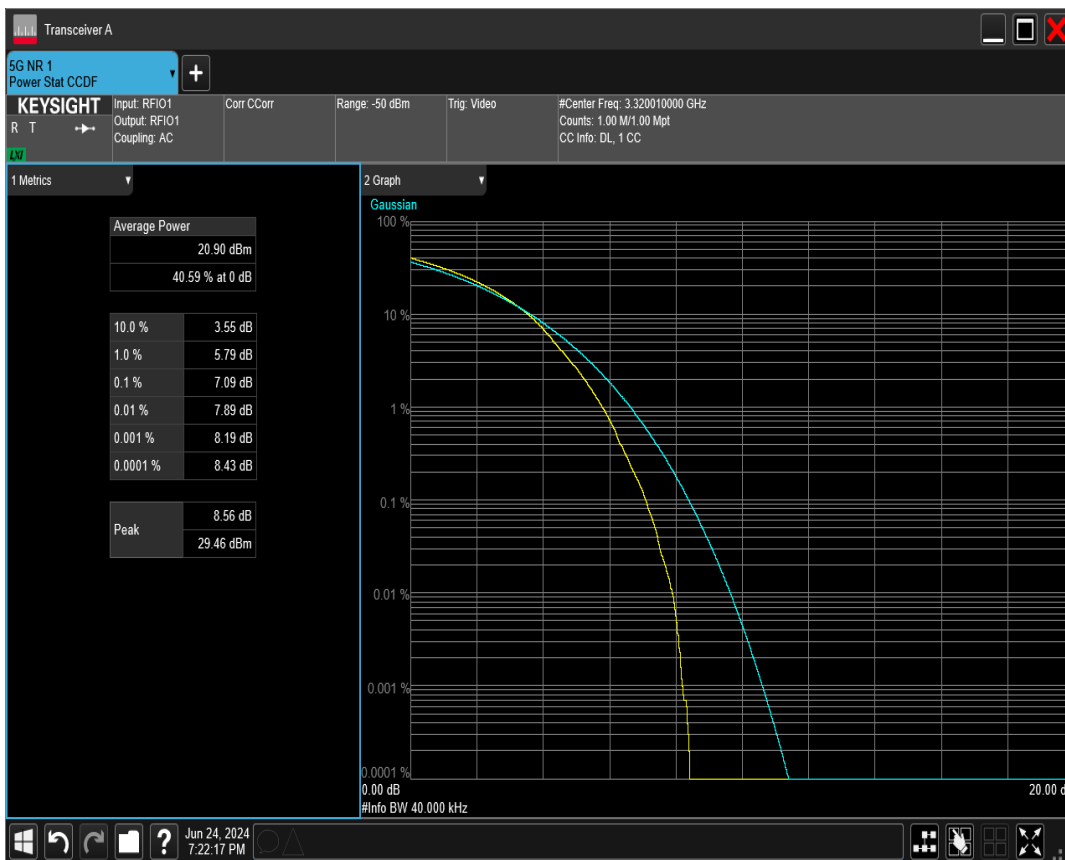 Transceiver A
5G NR 1
Power Stat CCDF
KEYSIGHT
R T
LXI
Input: RFIO1
Output: RFIO1
Coupling: AC
Corr CCorr
Range: -50 dBm
Trig: Video
#Center Freq: 3.320010000 GHz
Counts: 1.00 M/1.00 Mpt
CC Info: DL, 1 CC
1 Metrics
Average Power
20.90 dBm
40.59 % at 0 dB
10.0 % 3.55 dB
1.0 % 5.79 dB
0.1 % 7.09 dB
0.01 % 7.89 dB
0.001 % 8.19 dB
0.0001 % 8.43 dB
Peak 8.56 dB
29.46 dBm
2 Graph
Gaussian
100 %
10 %
1 %
0.1 %
0.01 %
0.001 %
0.0001 %
0.00 dB
20.00 d
#Info BW 40.000 kHz
?
Jun 24, 2024
7:22:17 PM